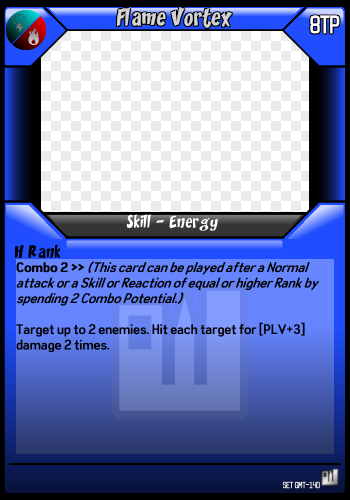 Flame Vortex
8TP
Skill - Energy
H Rank
Combo 2 >> (This card can be played after a Normal
attack or a Skill or Reaction of equal or higher Rank by
spending 2 Combo Potential.)
Target up to 2 enemies. Hit each target for [PLV+3]
damage 2 times.
SET GMT-140